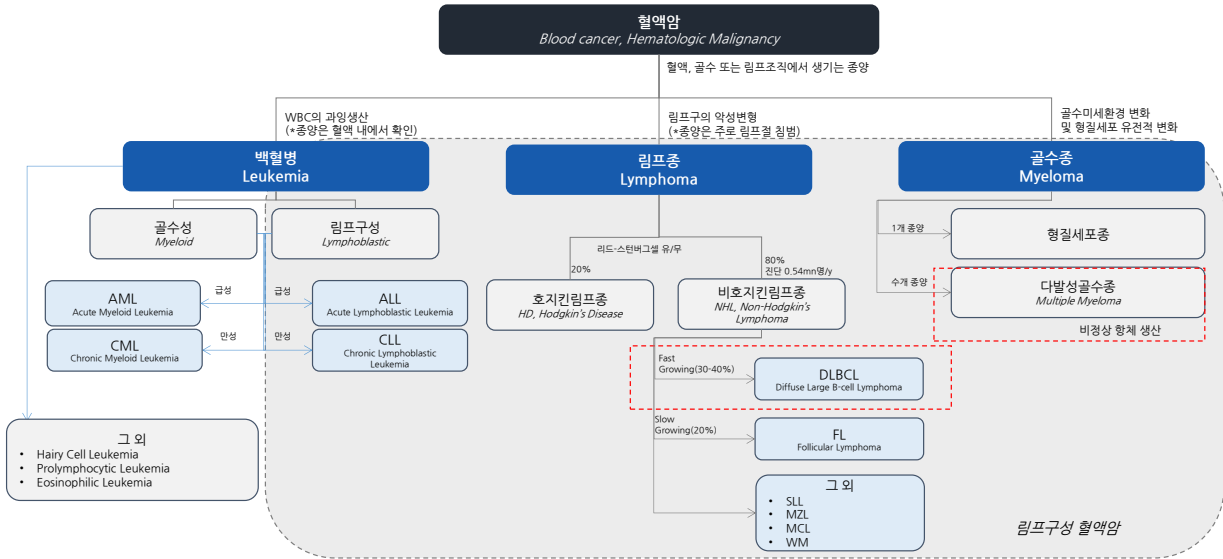 혈액암
Blood cancer, Hematologic Malignancy
혈액, 골수 또는 림프조직에서 생기는 종양
WBC의 과잉생산
(*종양은 혈액 내에서 확인)
림프구의 악성변형
(*종양은 주로 림프절 침범)
골수미세환경 변화
및 형질세포 유전적 변화
백혈병
Leukemia
림프종
Lymphoma
골수종
Myeloma
골수성
Myeloid
림프구성
Lymphoblastic
급성
급성
AML
Acute Myeloid Leukemia
ALL
Acute Lymphoblastic Leukemia
만성
만성
CML
Chronic Myeloid Leukemia
CLL
Chronic Lymphoblastic
Leukemia
그 외
• Hairy Cell Leukemia
• Prolymphocytic Leukemia
• Eosinophilic Leukemia
리드-스턴버그셀 유/무
20%
80%
진단 0.54mn명/y
호지킨림프종
HD, Hodgkin's Disease
비호지킨림프종
NHL, Non-Hodgkin's
Lymphoma
Fast
Growing(30-40%)
DLBCL
Diffuse Large B-cell Lymphoma
Slow
Growing(20%)
FL
Follicular Lymphoma
그 외
• SLL
• MZL
• MCL
• WM
1개 종양
형질세포종
수개 종양
다발성골수종
Multiple Myeloma
비정상 항체 생산
림프구성 혈액암